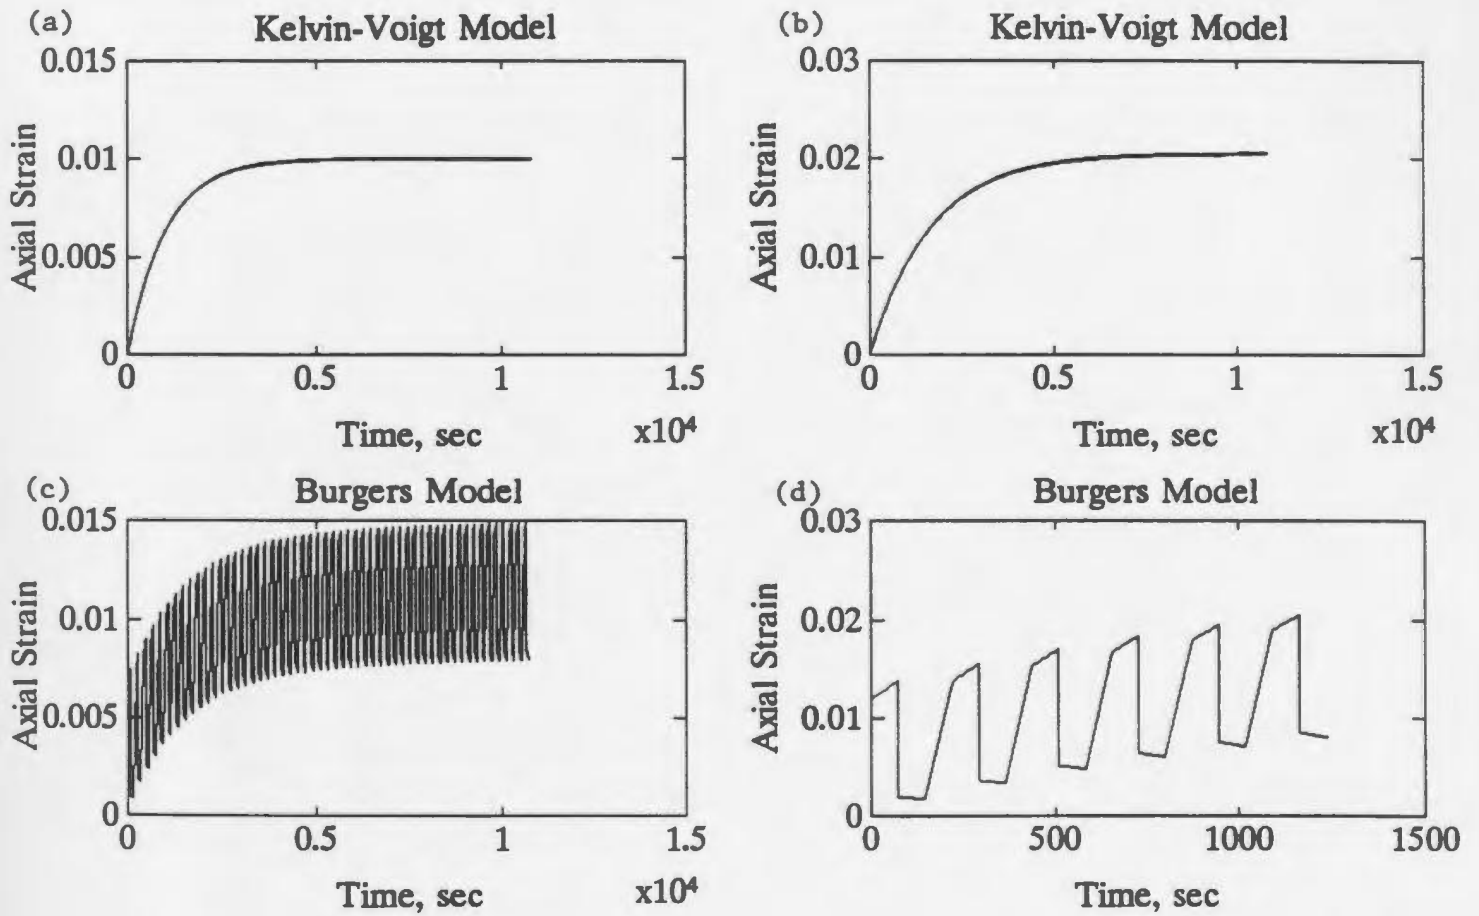 (a) Kelvin-Voigt Model
0.015
0.01
0.005
0
Axial Strain
0 0.5 1 1.5
Time, sec x10⁴
(b) Kelvin-Voigt Model
0.03
0.02
0.01
0
Axial Strain
0 0.5 1 1.5
Time, sec x10⁴
(c) Burgers Model
0.015
0.01
0.005
0
Axial Strain
0 0.5 1 1.5
Time, sec x10⁴
(d) Burgers Model
0.03
0.02
0.01
0
Axial Strain
0 500 1000 1500
Time, sec